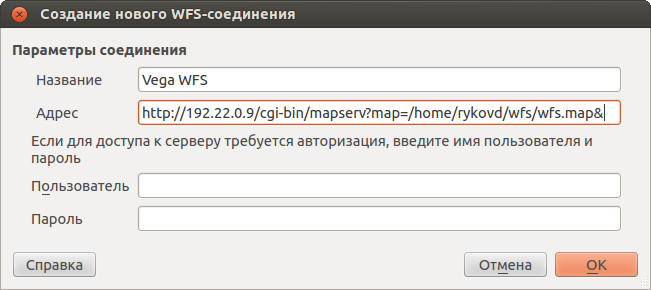 Создание нового WFS-соединения
Параметры соединения
Название Vega WFS
Адрес http://192.22.0.9/cgi-bin/mapserv?map=/home/rykovd/wfs/wfs.map&
Если для доступа к серверу требуется авторизация, введите имя пользователя и
пароль
Пользователь
Пароль
Справка Отмена OK